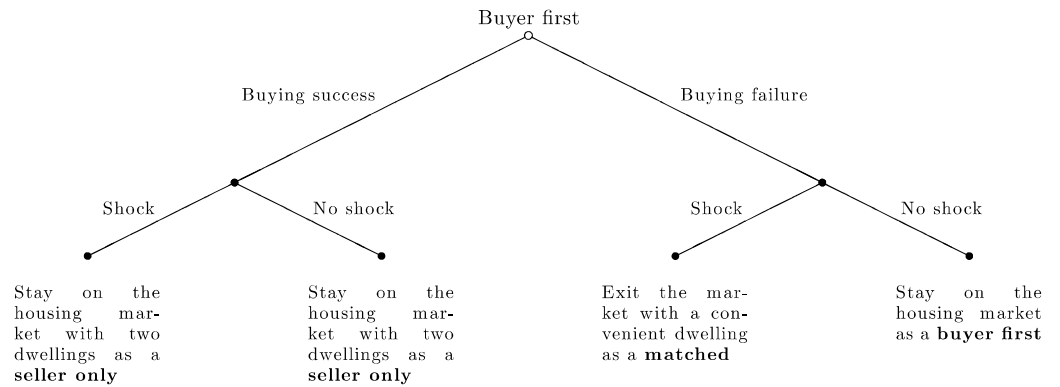 Buyer first
Buying success
Buying failure
Shock
No shock
Shock
No shock
Stay on the
housing mar-
ket with two
dwellings as a
seller only
Stay on the
housing mar-
ket with two
dwellings as a
seller only
Exit the mar-
ket with a con-
venient dwelling
as a matched
Stay on the
housing market
as a buyer first